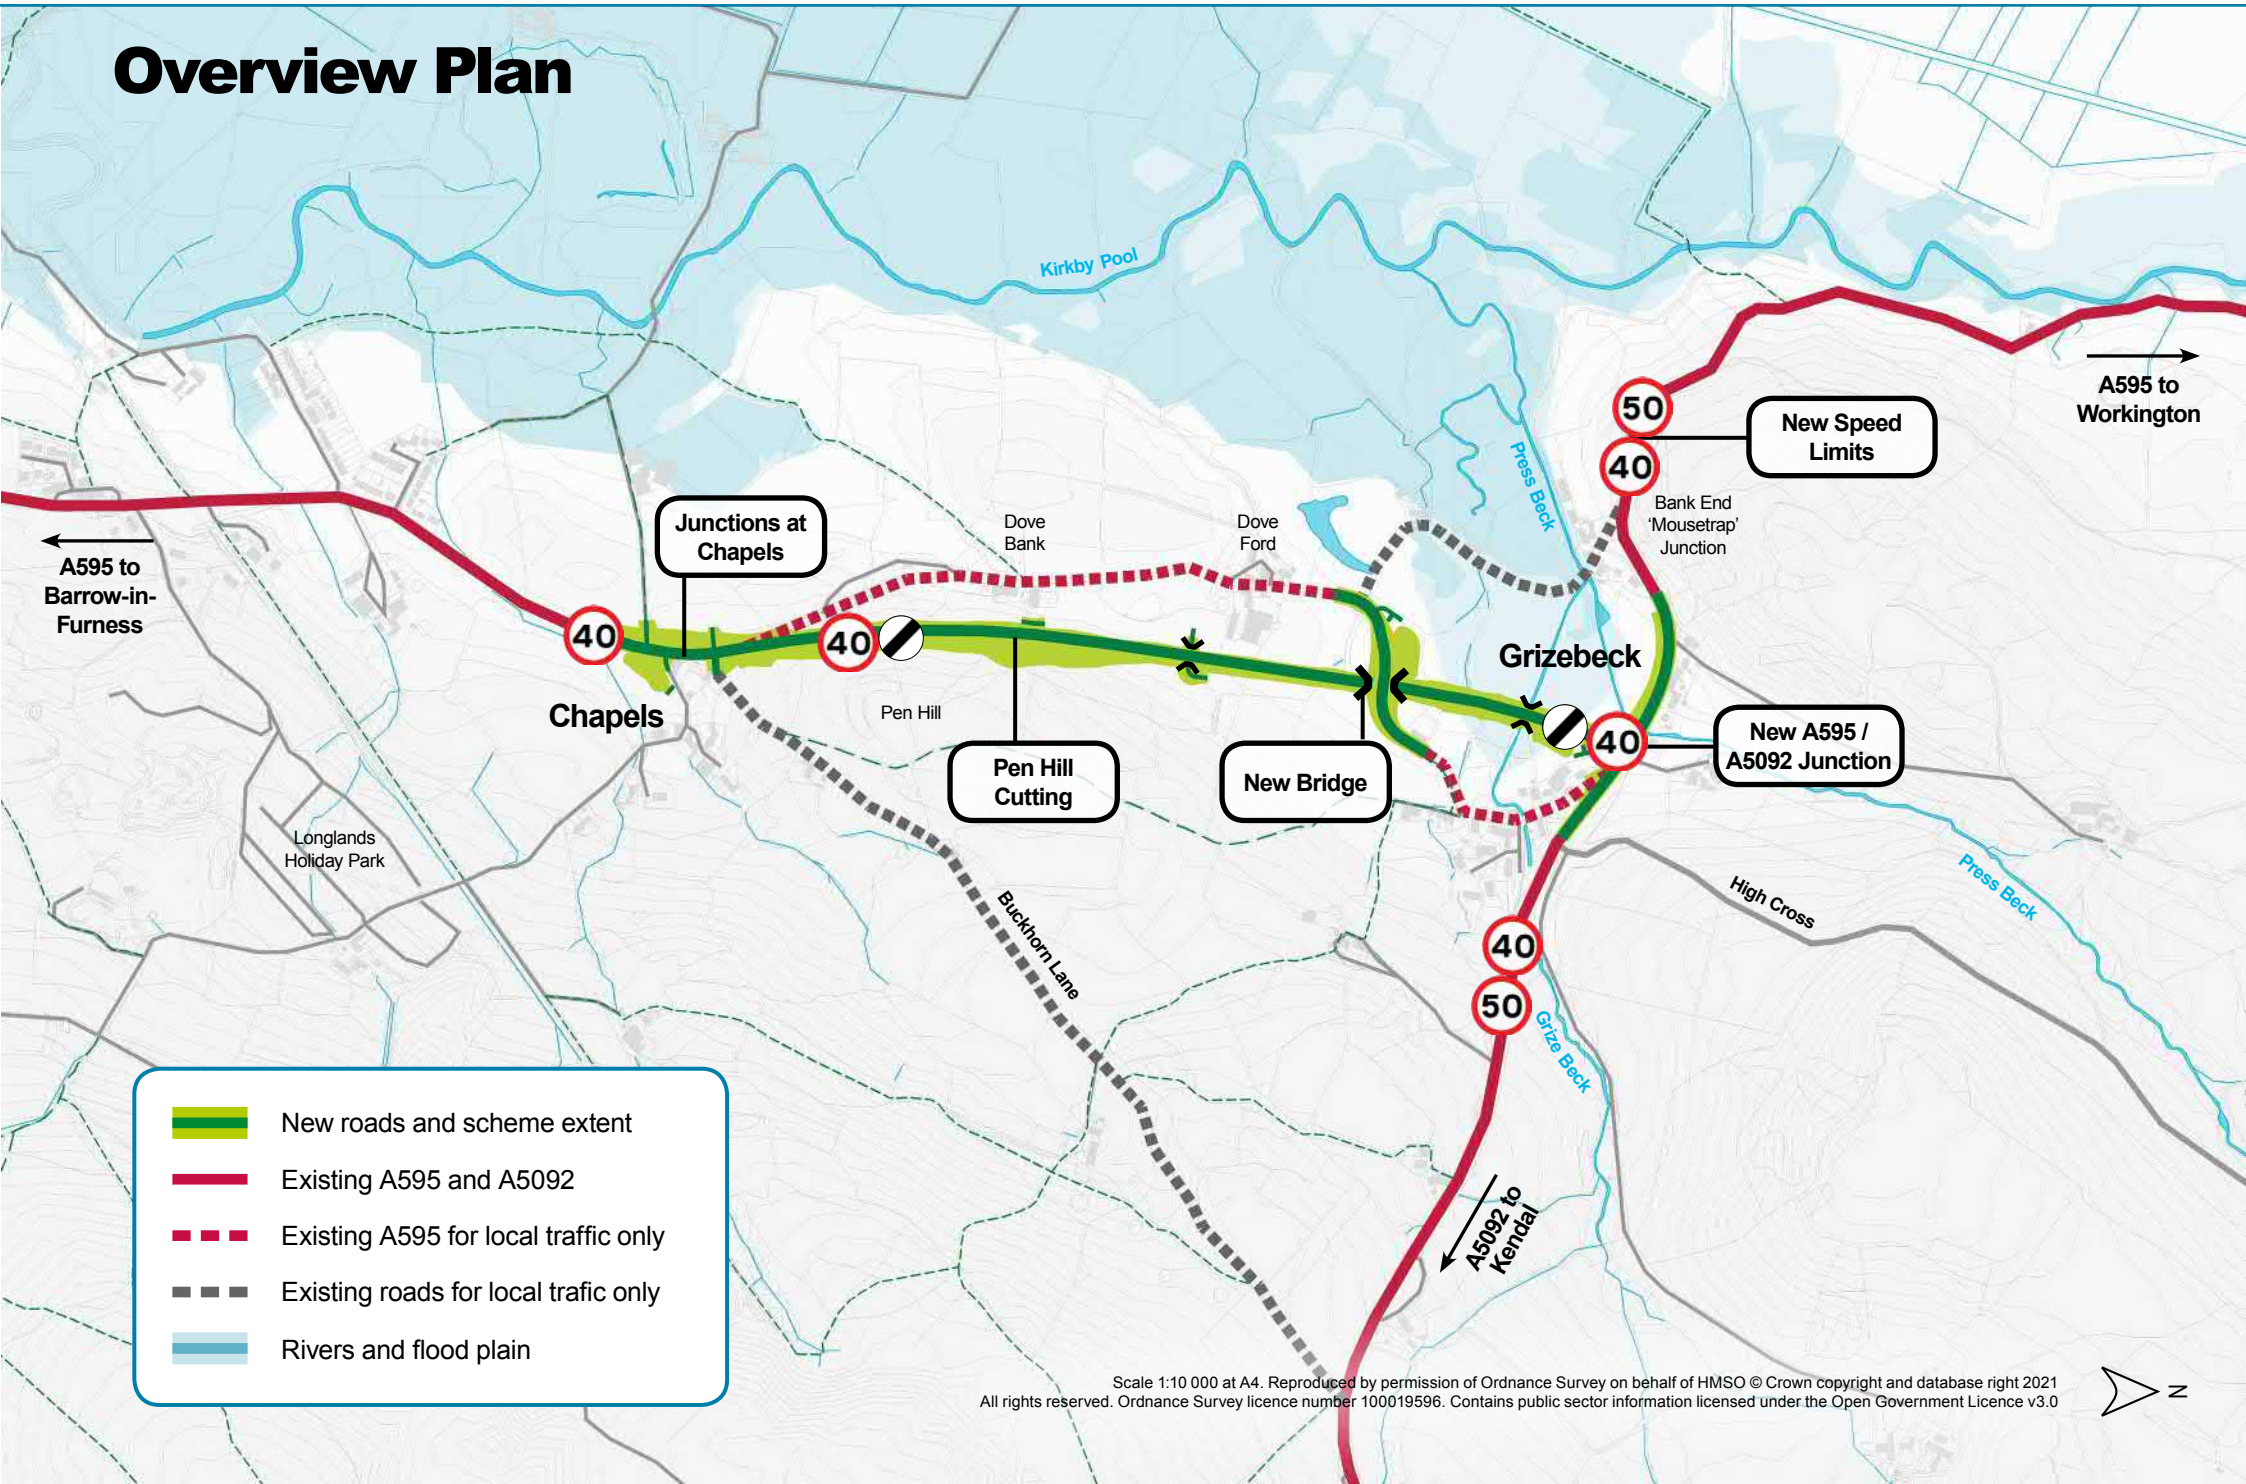 Overview Plan
Kirkby Pool
50
A595 to
Workington
New Speed
Limits
40
Press Beck
Bank End
‘Mousetrap’
Junction
Junctions at
Chapels
Dove
Bank
Dove
Ford
A595 to
Barrow-in-
Furness
40
40
Grizebeck
Chapels
Pen Hill
40
New A595 /
A5092 Junction
Pen Hill
Cutting
New Bridge
Longlands
Holiday Park
Buckhorn Lane
High Cross
Press Beck
40
50
Grize Beck
A5092 to
Kendal
New roads and scheme extent
Existing A595 and A5092
Existing A595 for local traffic only
Existing roads for local trafic only
Rivers and flood plain
Scale 1:10 000 at A4. Reproduced by permission of Ordnance Survey on behalf of HMSO © Crown copyright and database right 2021
All rights reserved. Ordnance Survey licence number 100019596. Contains public sector information licensed under the Open Government Licence v3.0
N